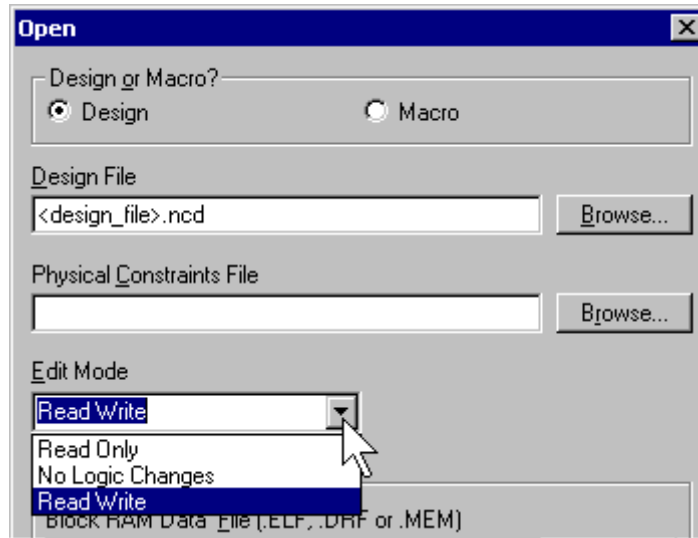 Open
Design or Macro?
Design Macro
Design File
<design_file>.ncd Browse...
Physical Constraints File
Browse...
Edit Mode
Read Write
Read Only
No Logic Changes
Read Write
Block RAM Data File (.ELF, .DRF or .MEM)